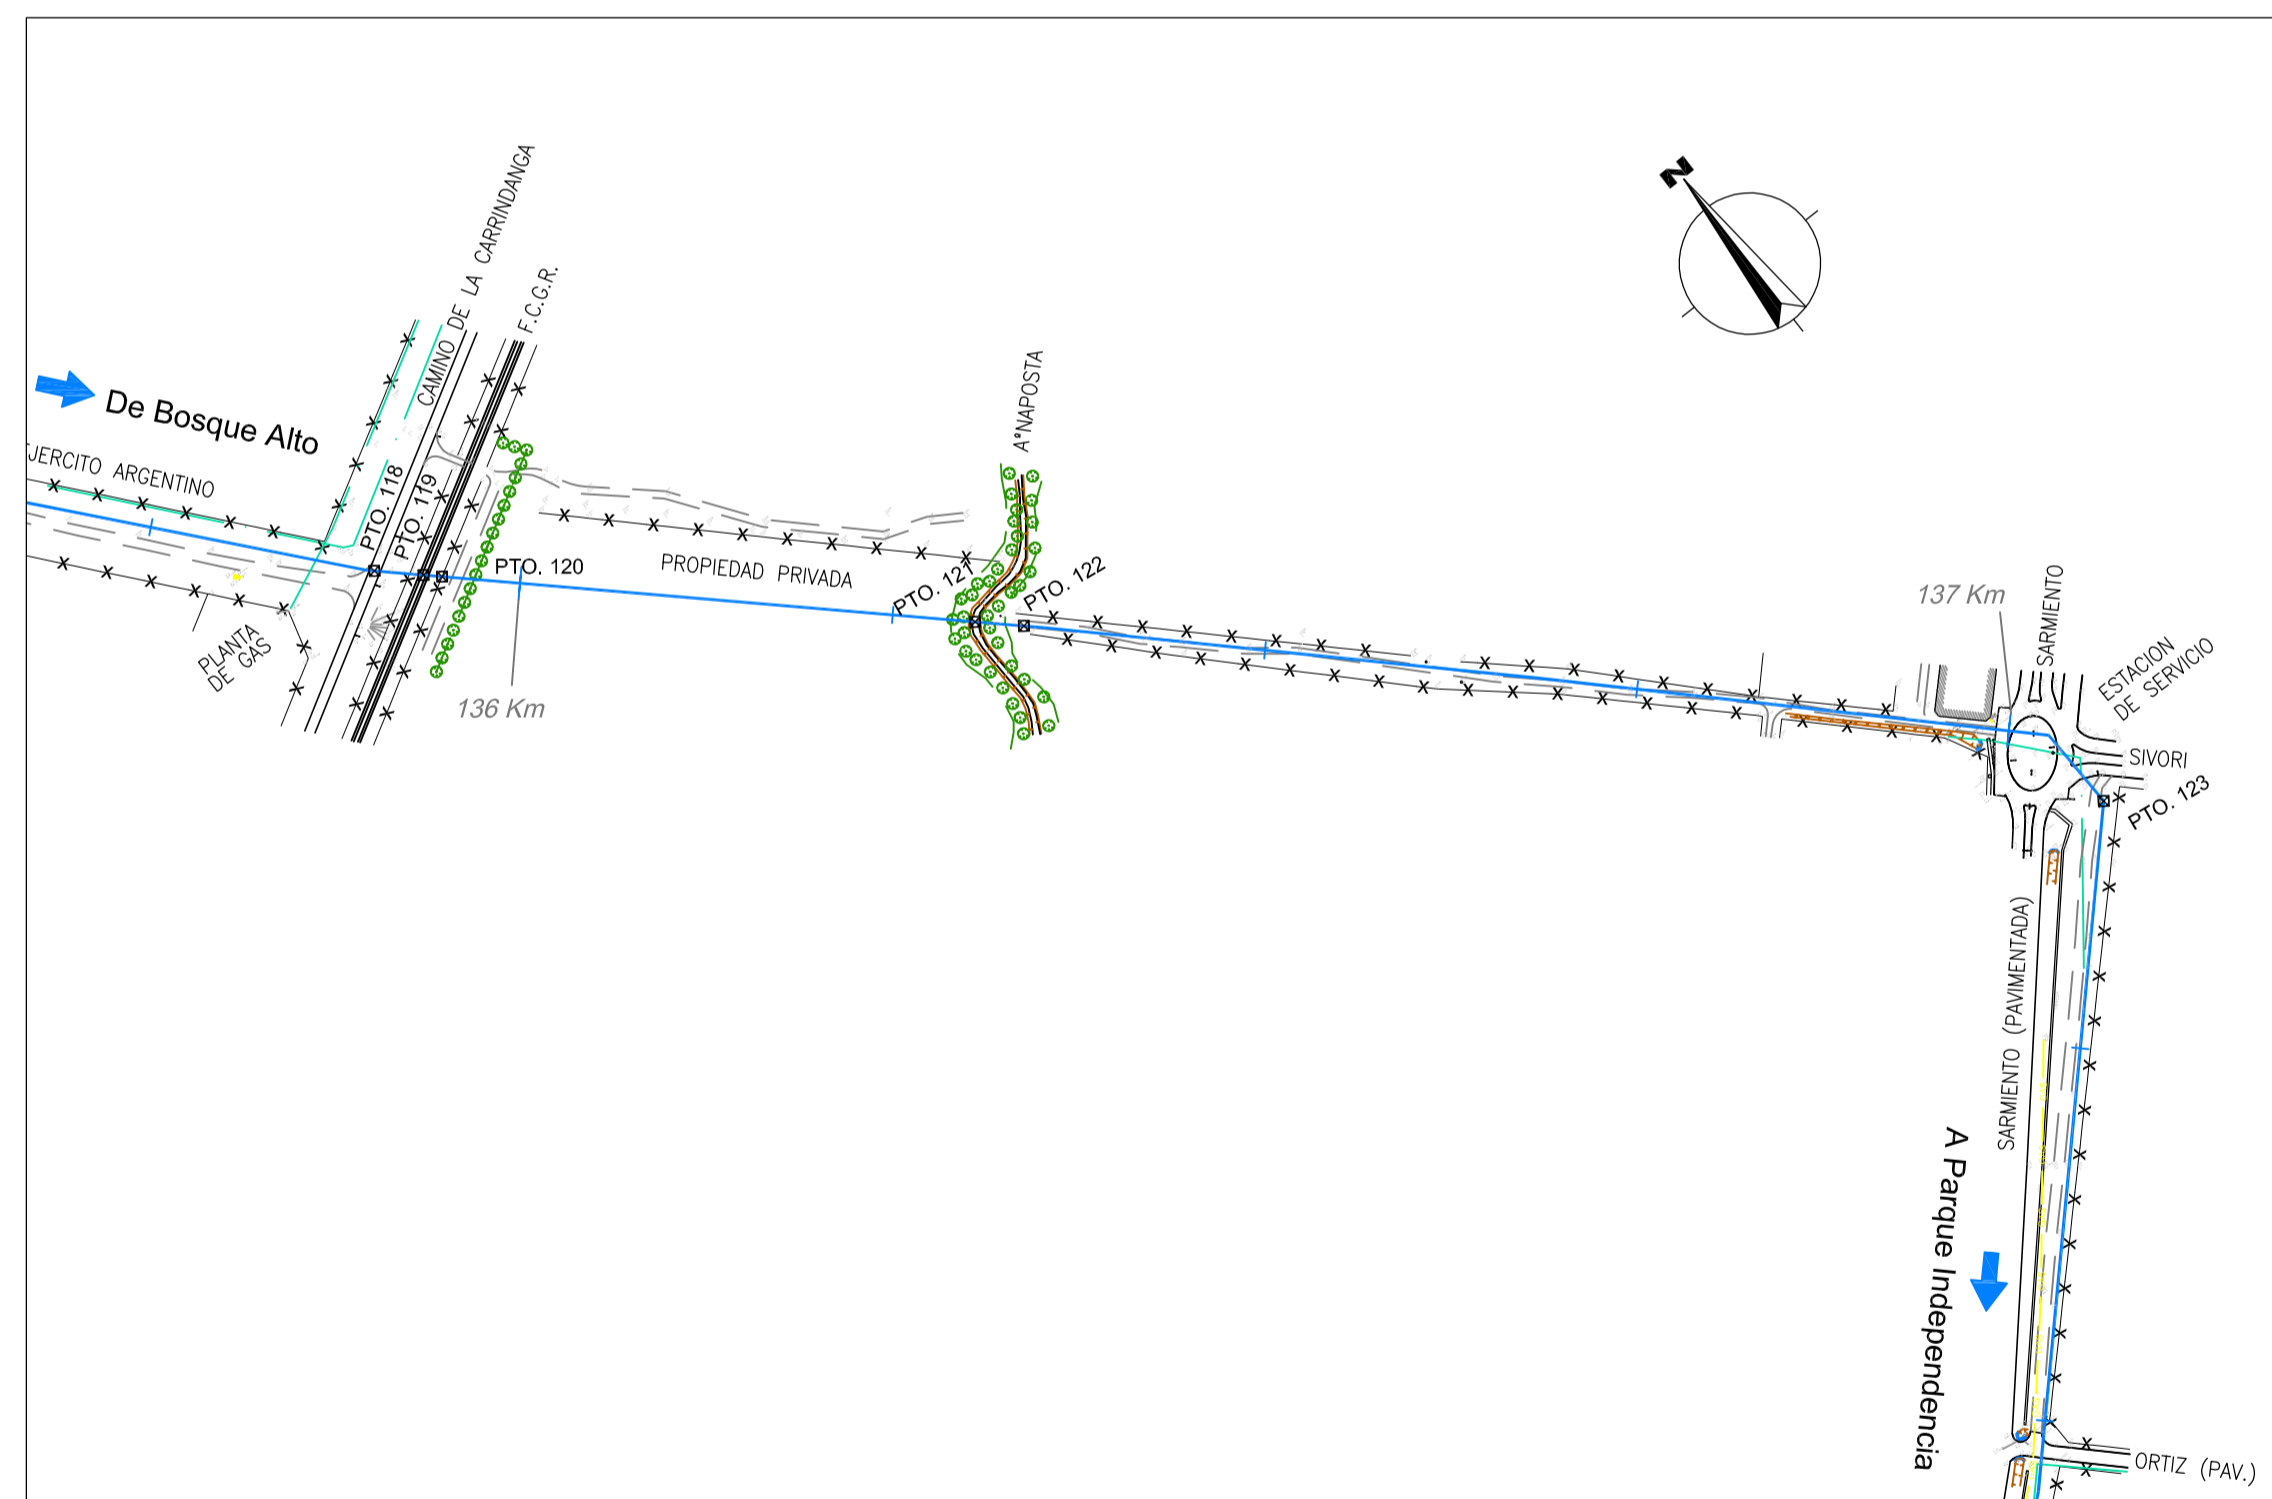 N
CAMINO DE LA CARRINDANGA
F.C.G.R.
De Bosque Alto
JERCITO ARGENTINO
PTO. 118
PTO. 119
PTO. 120
PROPIEDAD PRIVADA
A°NAPOSTA
PTO. 121
PTO. 122
PLANTA
DE GAS
136 Km
137 Km
SARMIENTO
ESTACION
DE SERVICIO
SIVORI
PTO. 123
SARMIENTO (PAVIMENTADA)
A Parque Independencia
ORTIZ (PAV.)